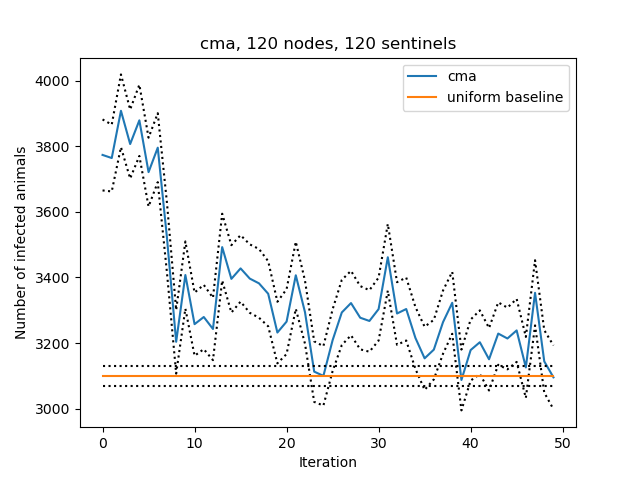 cma, 120 nodes, 120 sentinels
cma
uniform baseline
4000
3800
3600
3400
3200
3000
Number of infected animals
0 10 20 30 40 50
Iteration